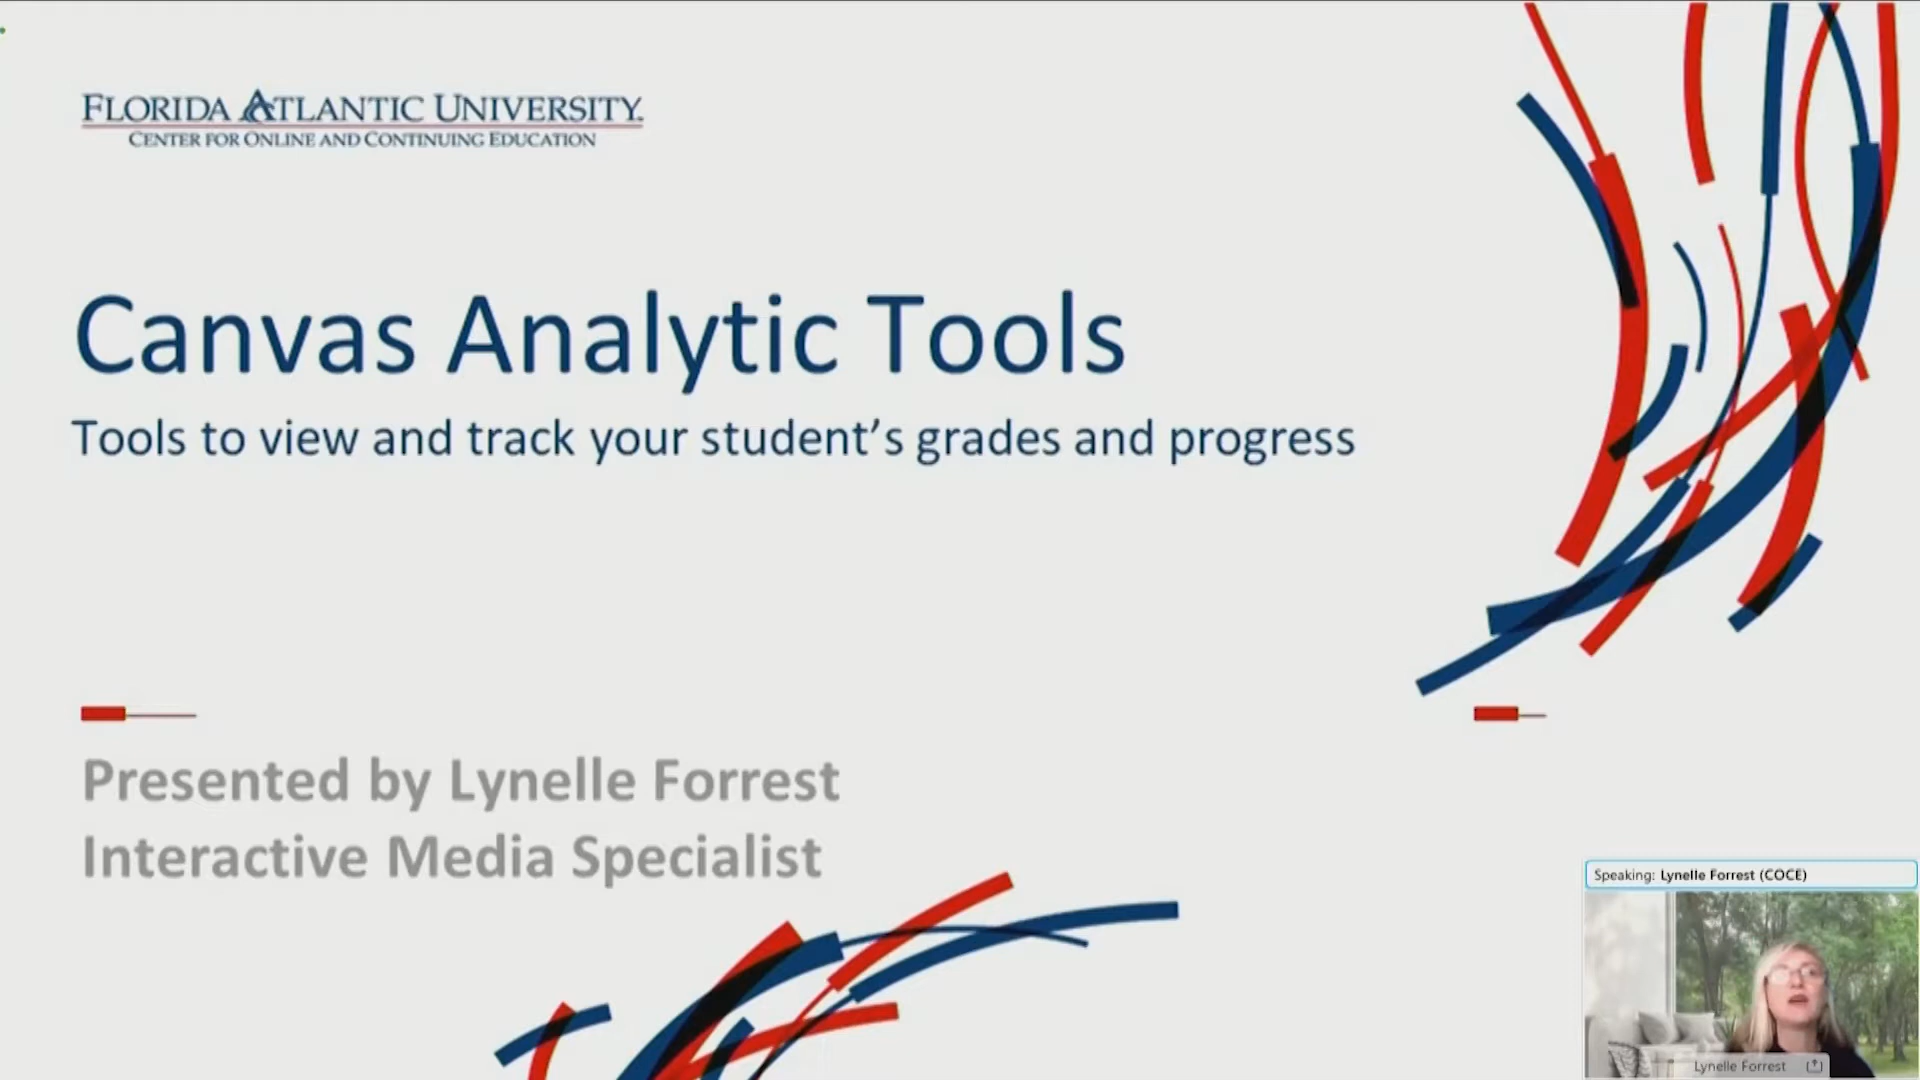 FLORIDA ATLANTIC UNIVERSITY.
CENTER FOR ONLINE AND CONTINUING EDUCATION
Canvas Analytic Tools
Tools to view and track your student’s grades and progress
Presented by Lynelle Forrest
Interactive Media Specialist
Speaking: Lynelle Forrest (COCE)
Lynelle Forrest